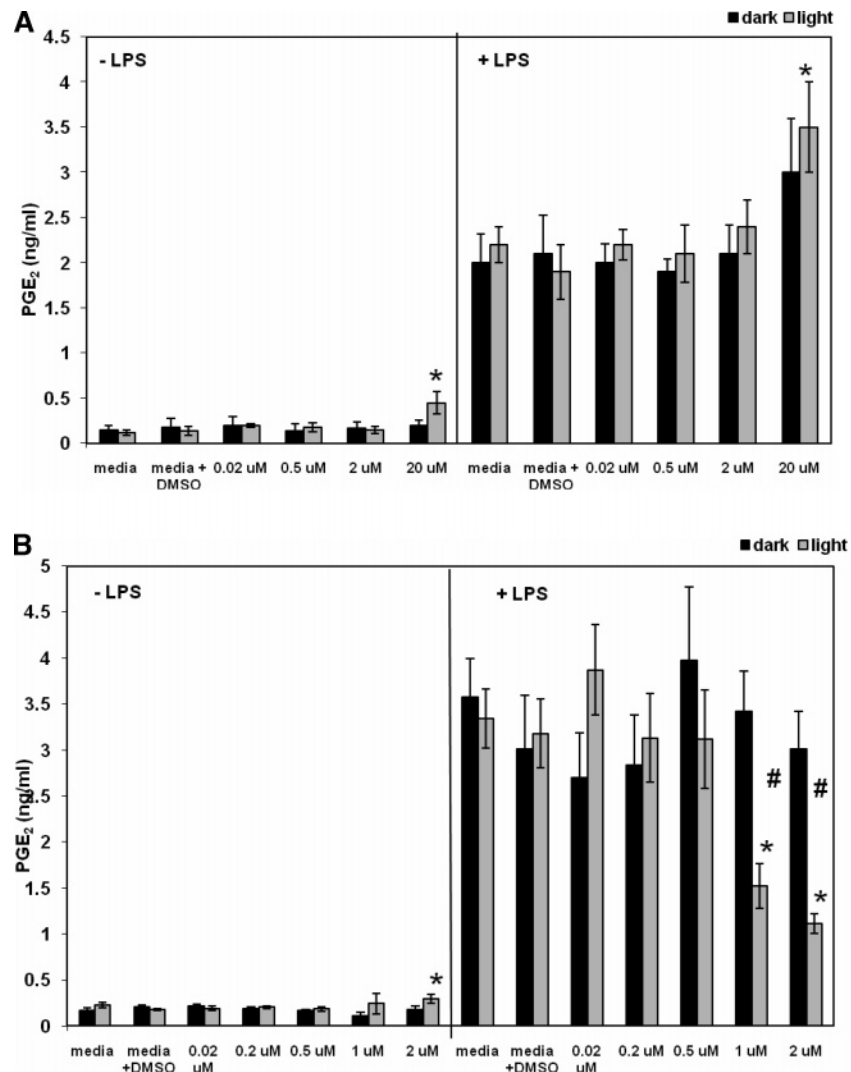 A
■ dark ■ light
4.5
4
3.5
3
2.5
2
1.5
1
0.5
0
PGE₂ (ng/ml)
- LPS
+ LPS
*
*
media
media + DMSO
0.02 uM
0.5 uM
2 uM
20 uM
media
media + DMSO
0.02 uM
0.5 uM
2 uM
20 uM
B
■ dark ■ light
5
4.5
4
3.5
3
2.5
2
1.5
1
0.5
0
PGE₂ (ng/ml)
- LPS
+ LPS
*
#
*
#
*
media
media
+DMSO
0.02
uM
0.2 uM
0.5 uM
1 uM
2 uM
media
media
+DMSO
0.02
uM
0.2 uM
0.5 uM
1 uM
2 uM